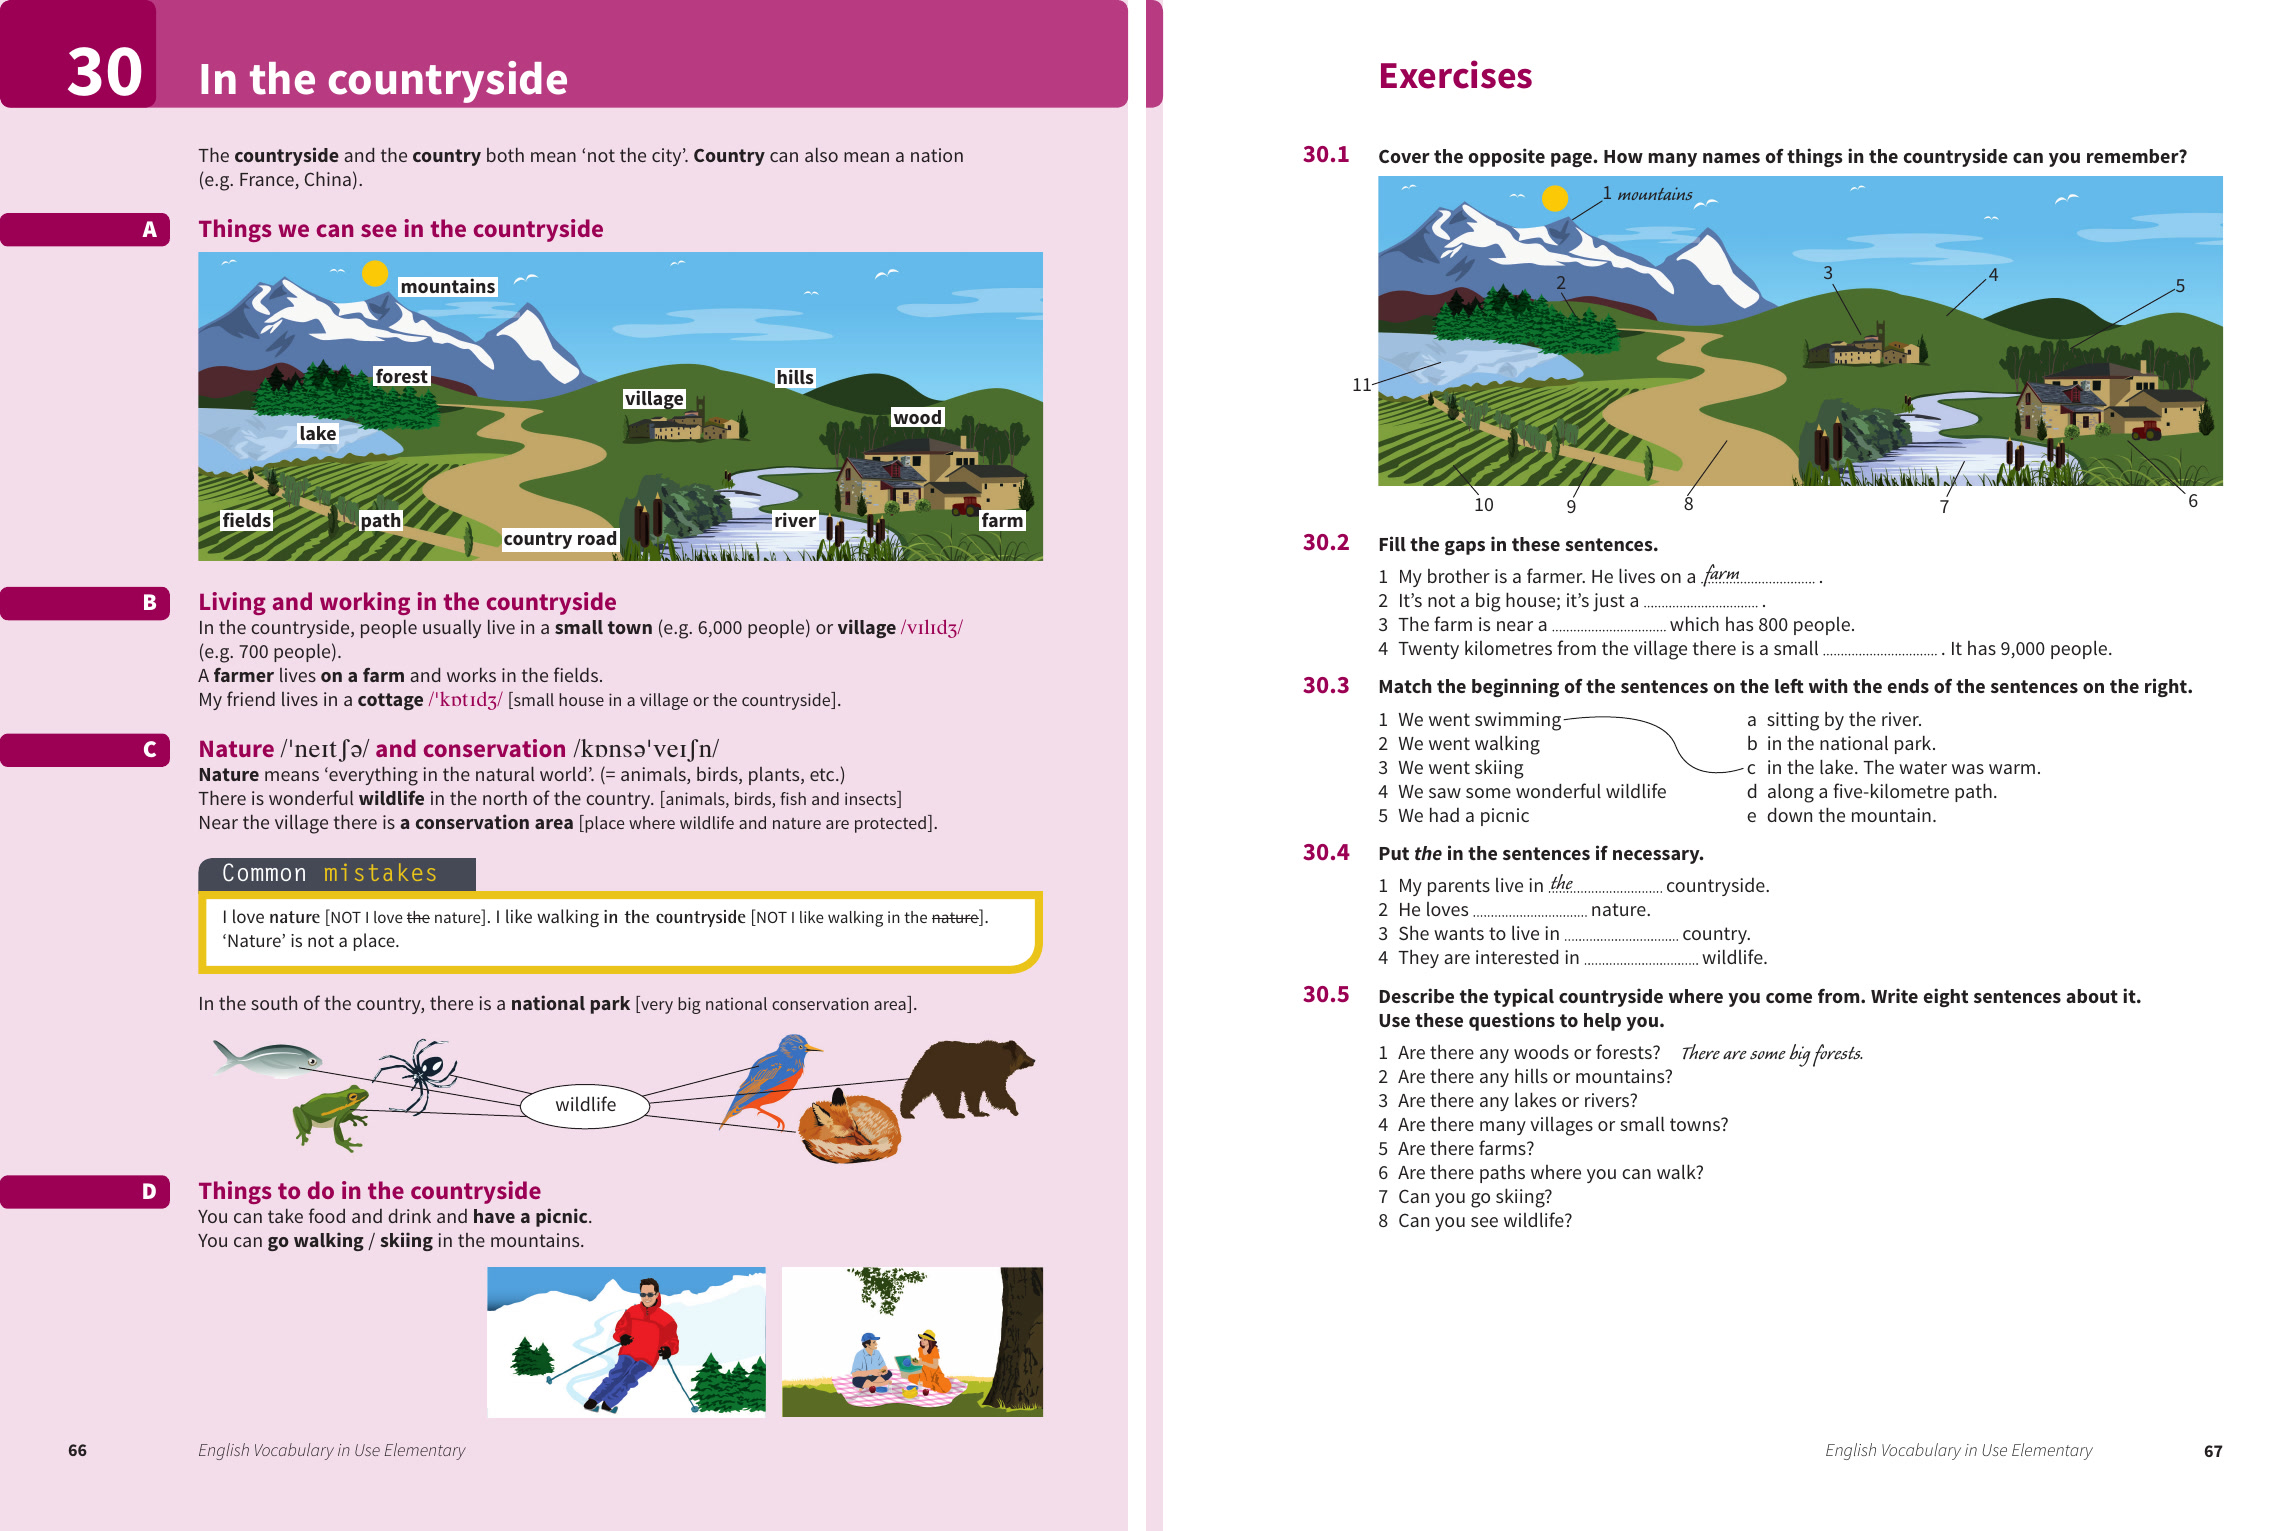 30
In the countryside
The countryside and the country both mean ‘not the city’. Country can also mean a nation
(e.g. France, China).
A
Things we can see in the countryside
mountains
forest
hills
village
wood
lake
fields
path
country road
river
farm
B
Living and working in the countryside
In the countryside, people usually live in a small town (e.g. 6,000 people) or village /vɪlɪdʒ/
(e.g. 700 people).
A farmer lives on a farm and works in the fields.
My friend lives in a cottage /ˈkɒtɪdʒ/ [small house in a village or the countryside].
C
Nature /ˈneɪtʃə/ and conservation /kɒnsəˈveɪʃn/
Nature means ‘everything in the natural world’. (= animals, birds, plants, etc.)
There is wonderful wildlife in the north of the country. [animals, birds, fish and insects]
Near the village there is a conservation area [place where wildlife and nature are protected].
Common mistakes
I love nature [NOT I love the nature]. I like walking in the countryside [NOT I like walking in the nature].
‘Nature’ is not a place.
In the south of the country, there is a national park [very big national conservation area].
wildlife
D
Things to do in the countryside
You can take food and drink and have a picnic.
You can go walking / skiing in the mountains.
66
English Vocabulary in Use Elementary
Exercises
30.1 Cover the opposite page. How many names of things in the countryside can you remember?
1 mountains
2
3
4
5
11
10
9
8
7
6
30.2 Fill the gaps in these sentences.
1 My brother is a farmer. He lives on a farm .
2 It’s not a big house; it’s just a .................... .
3 The farm is near a .................... which has 800 people.
4 Twenty kilometres from the village there is a small .................... . It has 9,000 people.
30.3 Match the beginning of the sentences on the left with the ends of the sentences on the right.
1 We went swimming a sitting by the river.
2 We went walking b in the national park.
3 We went skiing c in the lake. The water was warm.
4 We saw some wonderful wildlife d along a five-kilometre path.
5 We had a picnic e down the mountain.
30.4 Put the in the sentences if necessary.
1 My parents live in the countryside.
2 He loves .................... nature.
3 She wants to live in .................... country.
4 They are interested in .................... wildlife.
30.5 Describe the typical countryside where you come from. Write eight sentences about it.
Use these questions to help you.
1 Are there any woods or forests? There are some big forests.
2 Are there any hills or mountains?
3 Are there any lakes or rivers?
4 Are there many villages or small towns?
5 Are there farms?
6 Are there paths where you can walk?
7 Can you go skiing?
8 Can you see wildlife?
English Vocabulary in Use Elementary
67